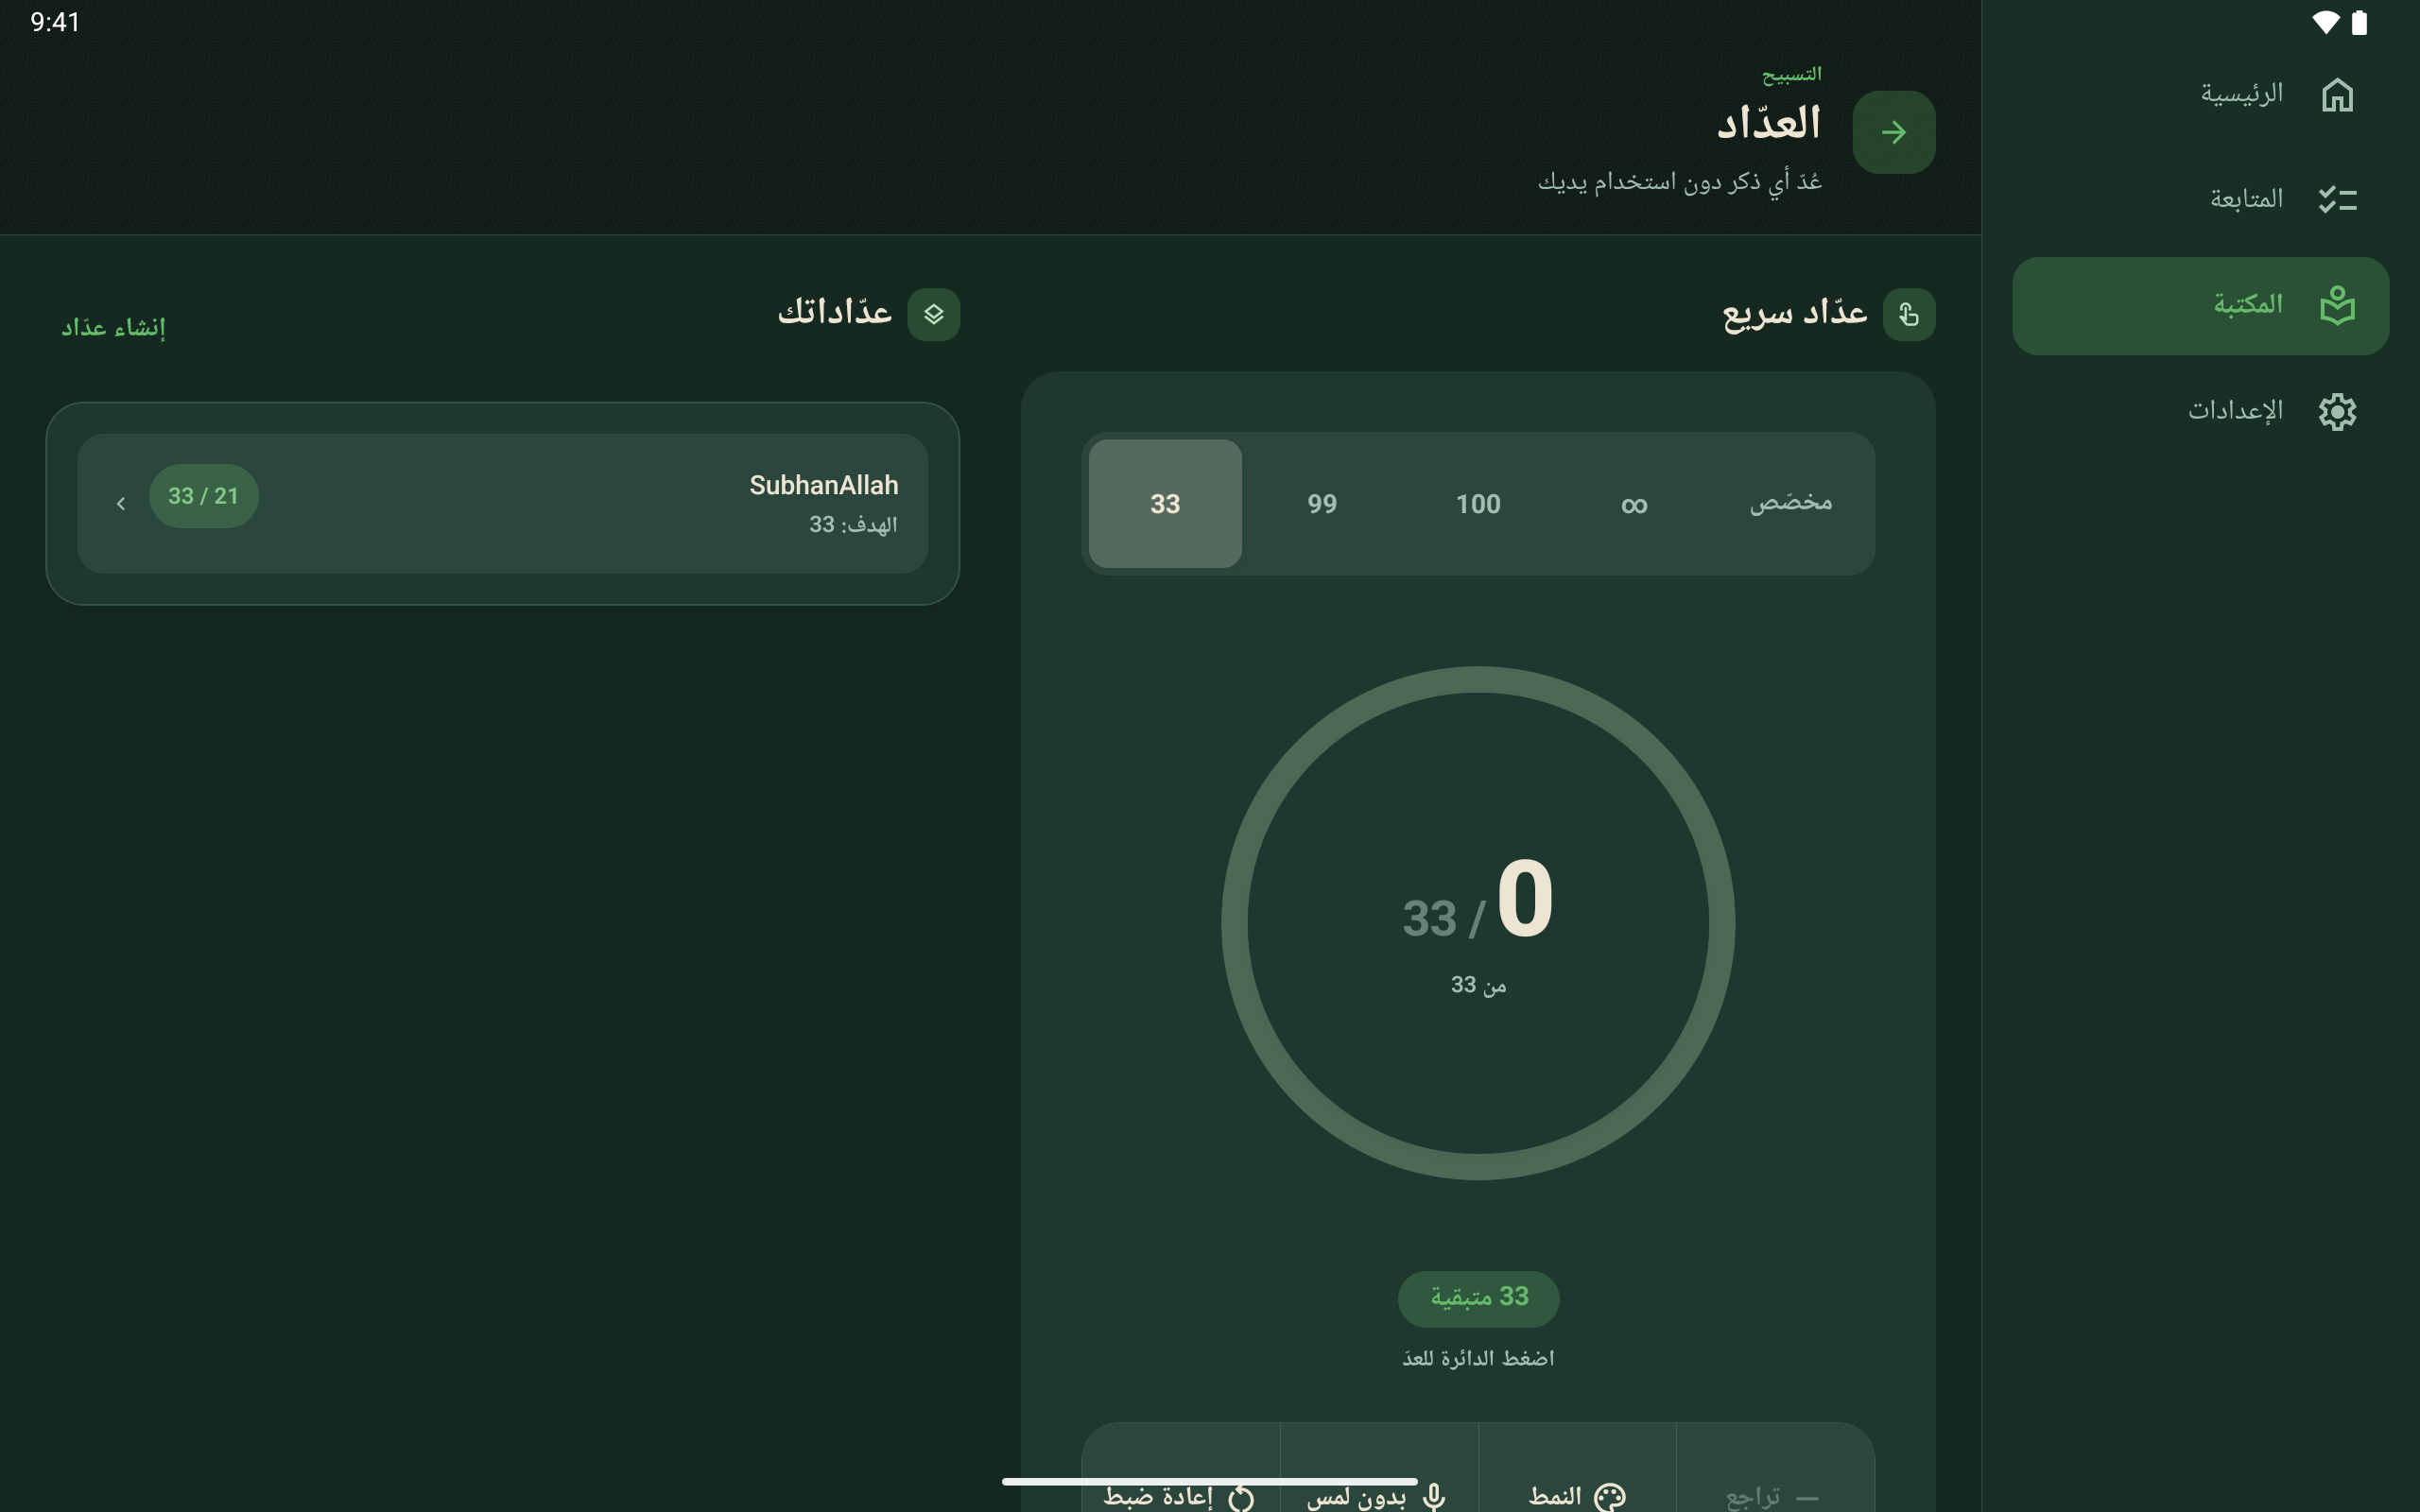 9:41
الرئيسية
المتابعة
المكتبة
الإعدادات
التسبيح
العدّاد
عُدّ أي ذكر دون استخدام يديك
عدّاد سريع
مخصّص ∞ 100 99 33
0 / 33
من 33
33 متبقية
اضغط الدائرة للعدّ
تراجع
النمط
بدون لمس
إعادة ضبط
عدّاداتك
إنشاء عدّاد
SubhanAllah
الهدف: 33
33 / 21